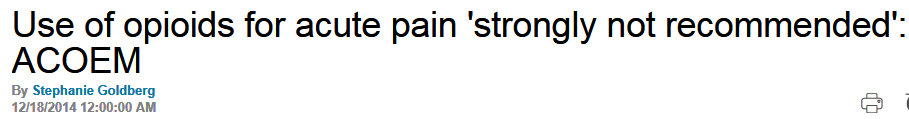 Use of opioids for acute pain 'strongly not recommended':
ACOEM
By Stephanie Goldberg
12/18/2014 12:00:00 AM